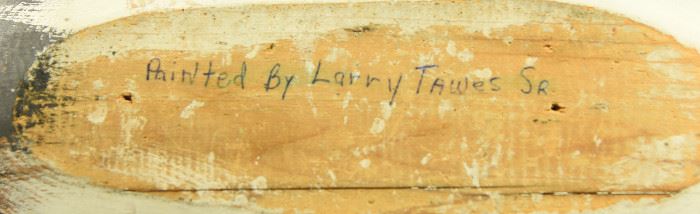 Painted By Larry Tawes Sr